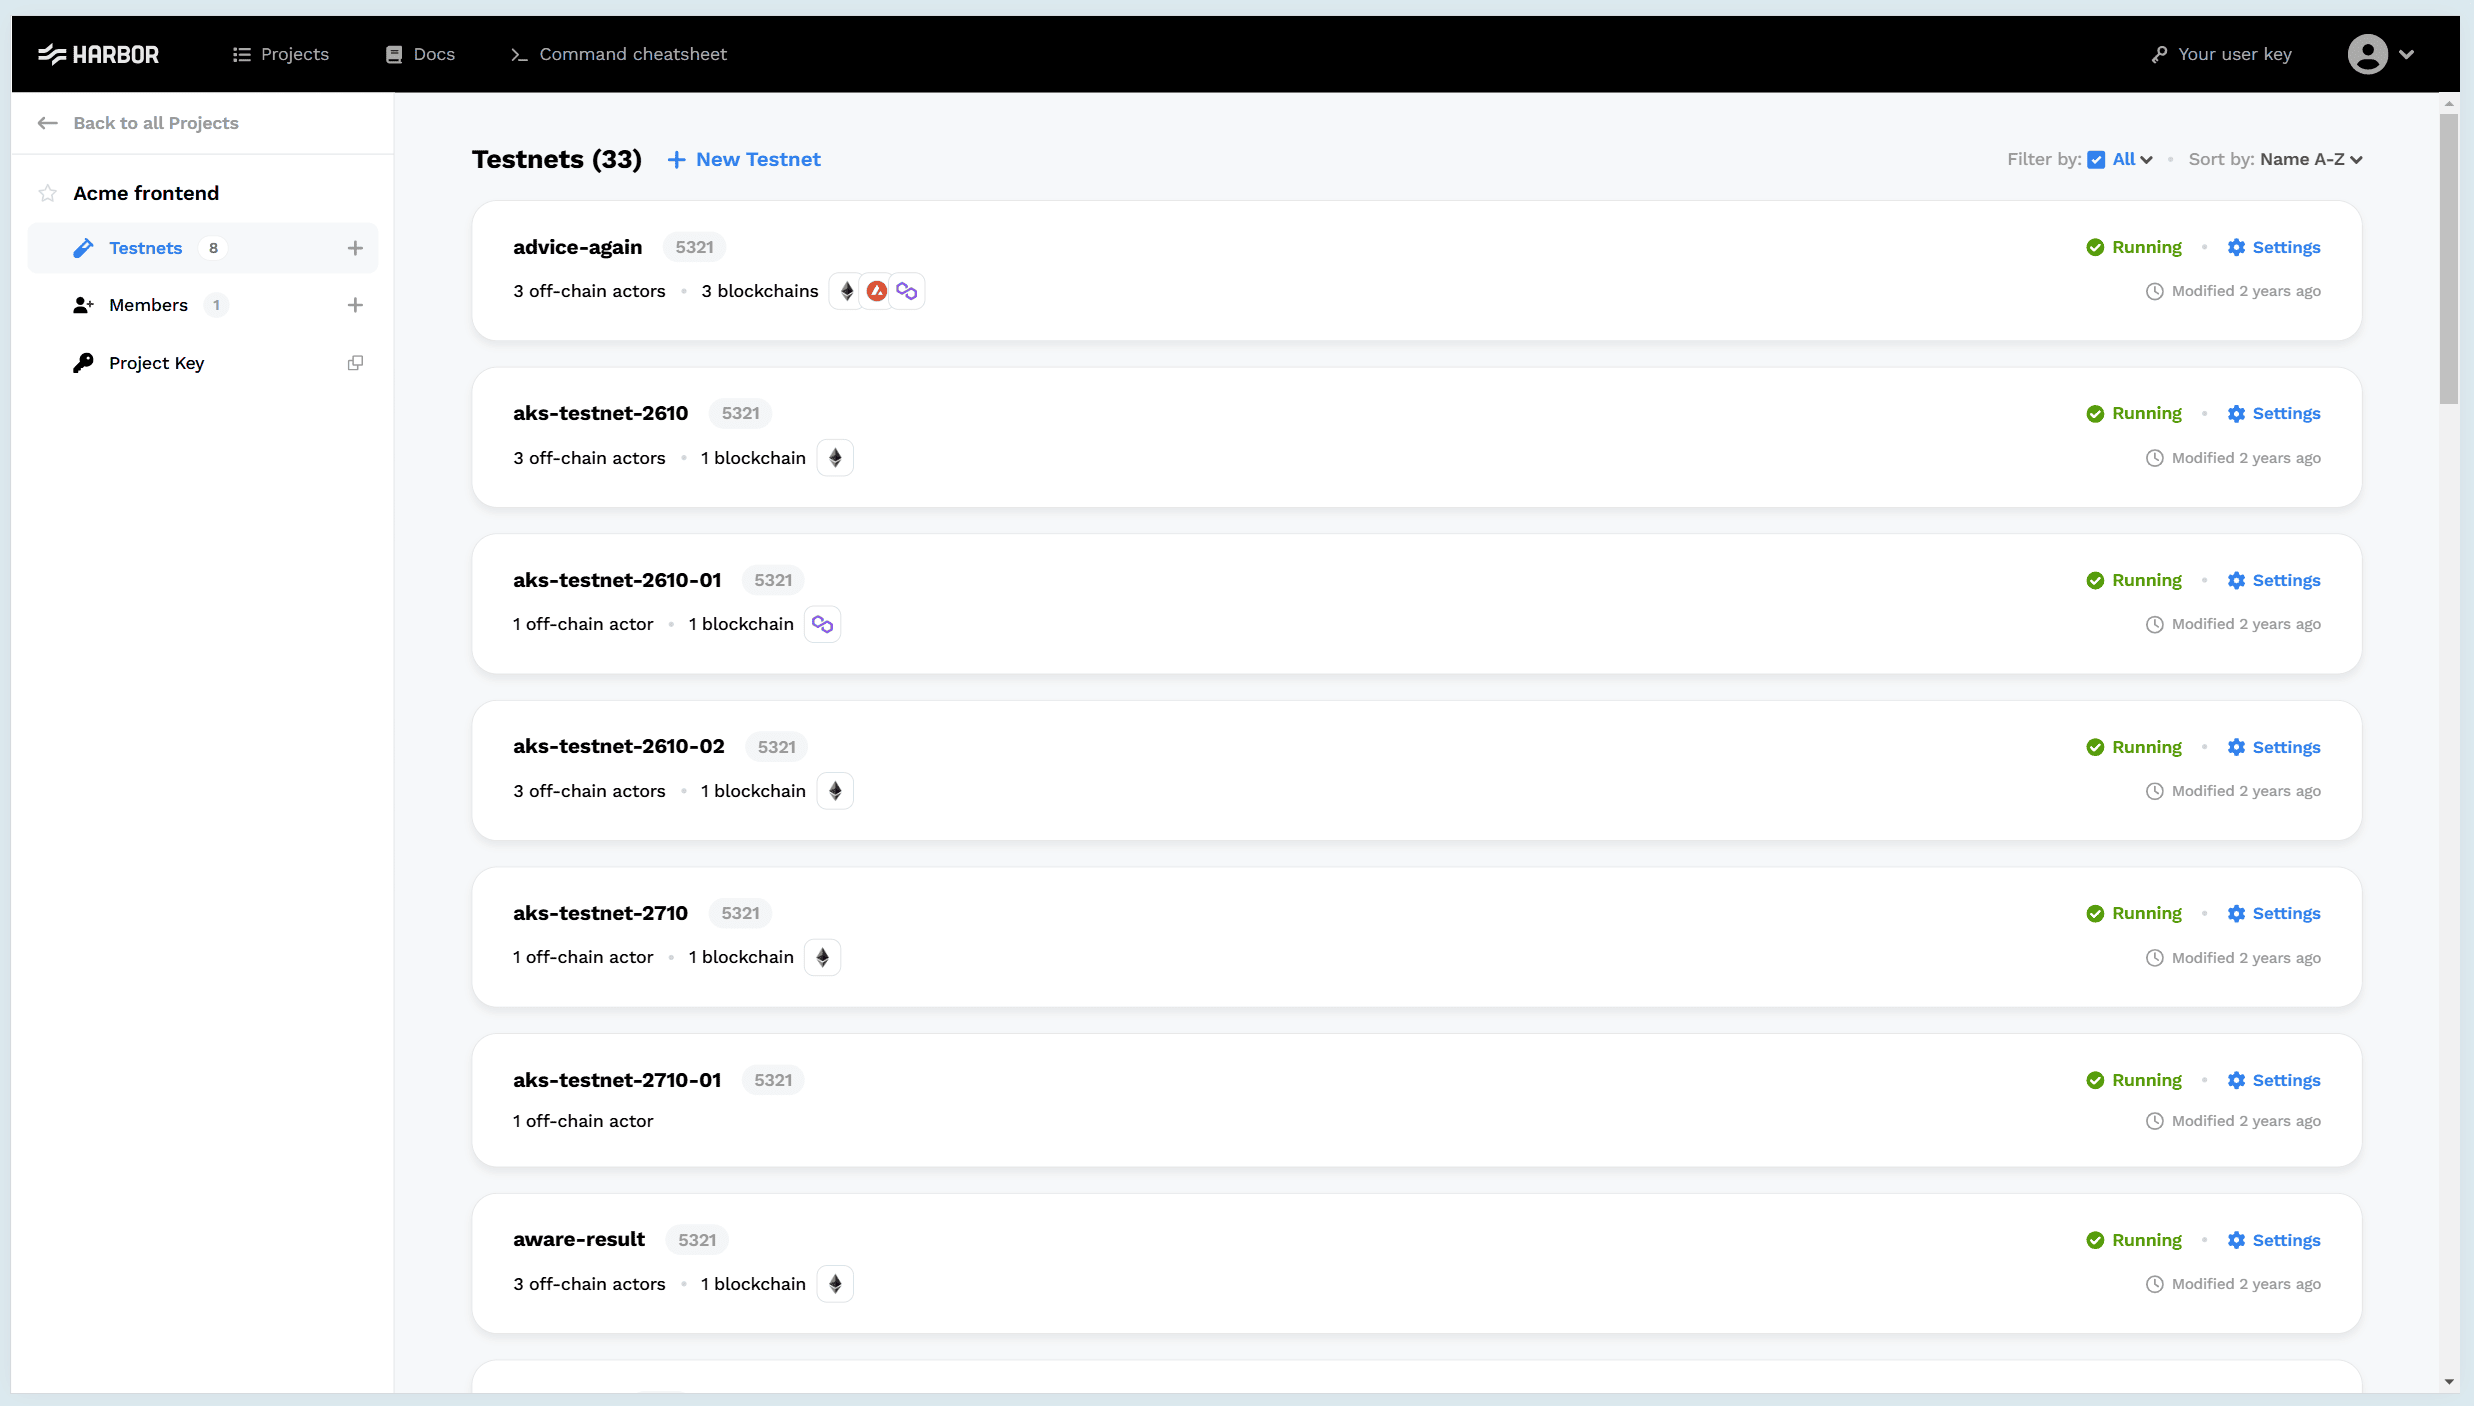 HARBOR
Projects
Docs
Command cheatsheet
Your user key
Back to all Projects
Acme frontend
Testnets 8
Members 1
Project Key
Testnets (33)
New Testnet
Filter by: All
Sort by: Name A-Z
advice-again 5321
Running
Settings
3 off-chain actors • 3 blockchains
Modified 2 years ago
aks-testnet-2610 5321
Running
Settings
3 off-chain actors • 1 blockchain
Modified 2 years ago
aks-testnet-2610-01 5321
Running
Settings
1 off-chain actor • 1 blockchain
Modified 2 years ago
aks-testnet-2610-02 5321
Running
Settings
3 off-chain actors • 1 blockchain
Modified 2 years ago
aks-testnet-2710 5321
Running
Settings
1 off-chain actor • 1 blockchain
Modified 2 years ago
aks-testnet-2710-01 5321
Running
Settings
1 off-chain actor
Modified 2 years ago
aware-result 5321
Running
Settings
3 off-chain actors • 1 blockchain
Modified 2 years ago